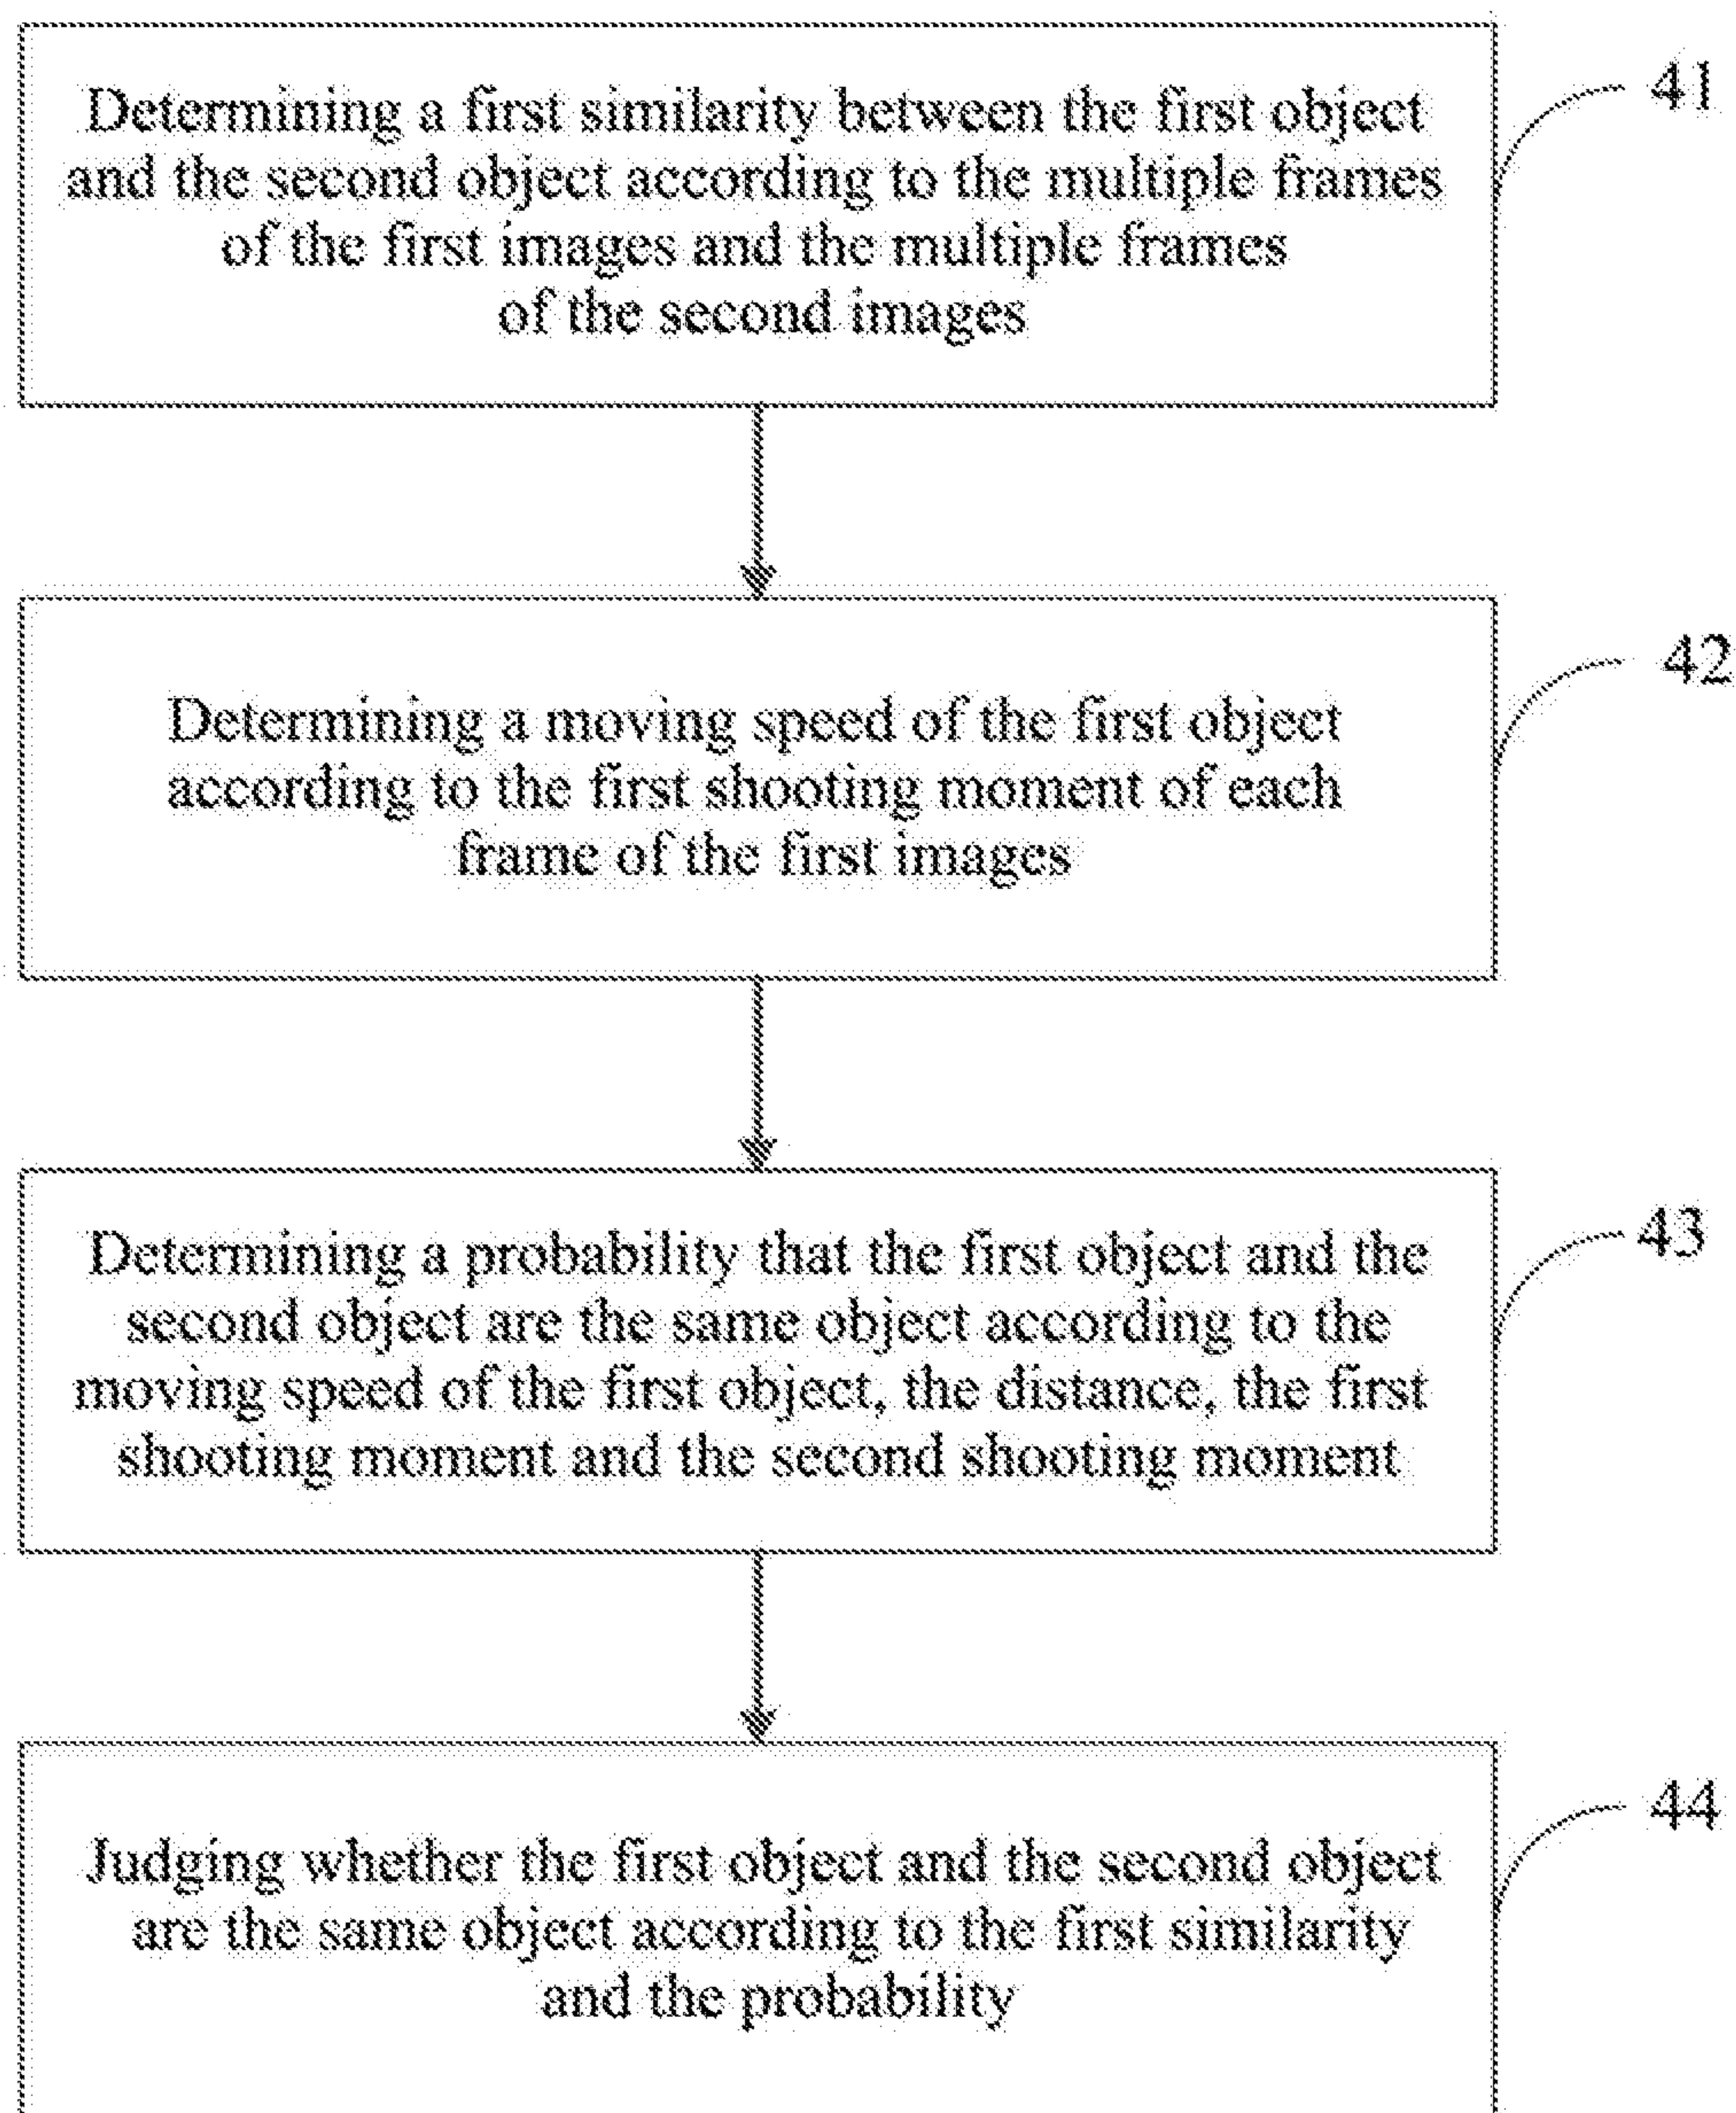 Determining a first similarity between the first object
and the second object according to the multiple frames
of the first images and the multiple frames
of the second images
41
Determining a moving speed of the first object
according to the first shooting moment of each
frame of the first images
42
Determining a probability that the first object and the
second object are the same object according to the
moving speed of the first object, the distance, the first
shooting moment and the second shooting moment
43
Judging whether the first object and the second object
are the same object according to the first similarity
and the probability
44